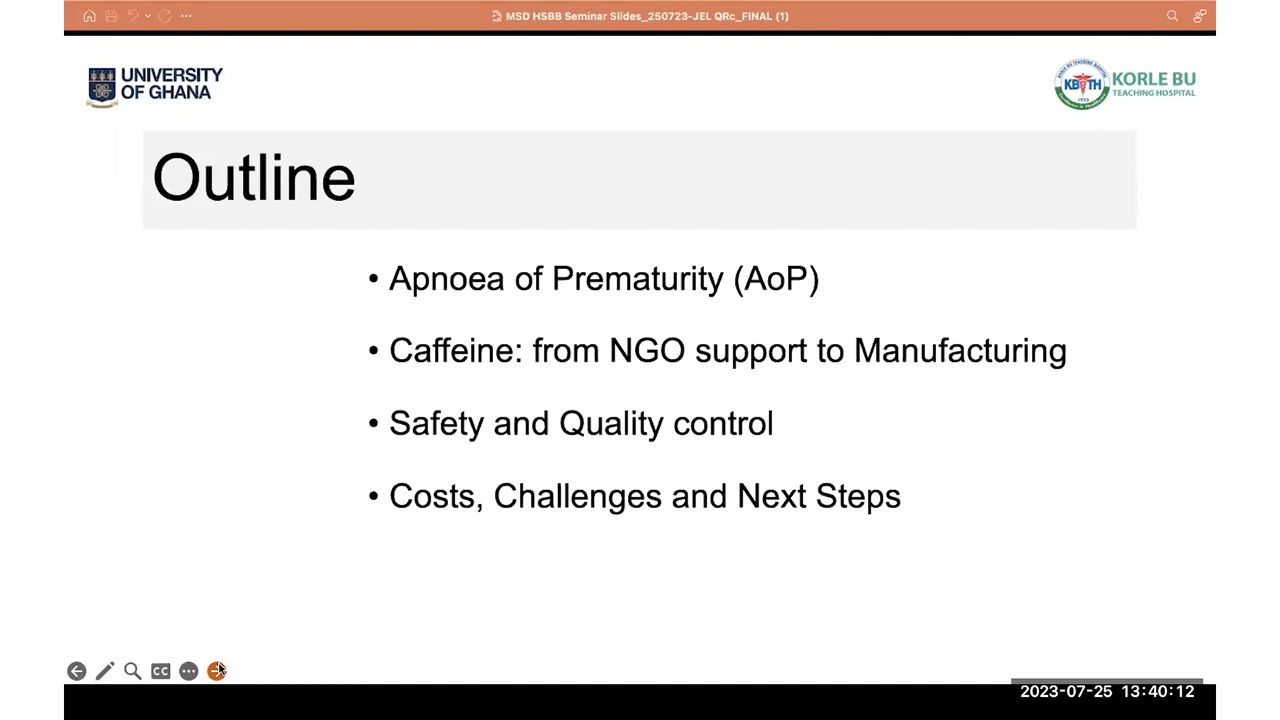 MSD HSBB Seminar Slides_250723-JEL QRc_FINAL (1)
UNIVERSITY
OF GHANA
KBTH
KORLE BU
TEACHING HOSPITAL
Outline
• Apnoea of Prematurity (AoP)
• Caffeine: from NGO support to Manufacturing
• Safety and Quality control
• Costs, Challenges and Next Steps
CC
2023-07-25 13:40:12